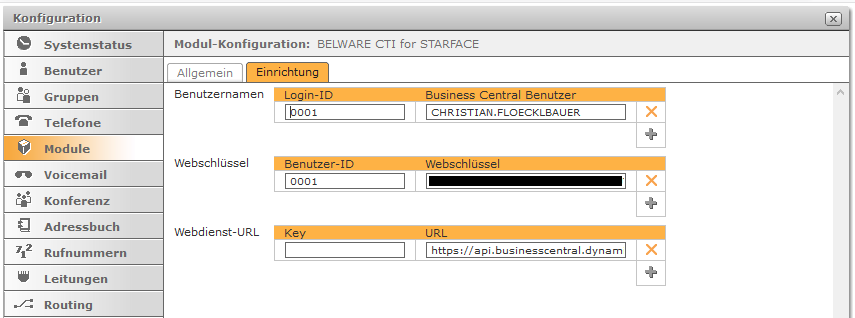 Konfiguration
Systemstatus
Benutzer
Gruppen
Telefone
Module
Voicemail
Konferenz
Adressbuch
Rufnummern
Leitungen
Routing
Modul-Konfiguration: BELWARE CTI for STARFACE
Allgemein Einrichtung
Benutzernamen Login-ID Business Central Benutzer
0001 CHRISTIAN.FLOECKLBAUER
Webschlüssel Benutzer-ID Webschlüssel
0001
Webdienst-URL Key URL
https://api.businesscentral.dynam